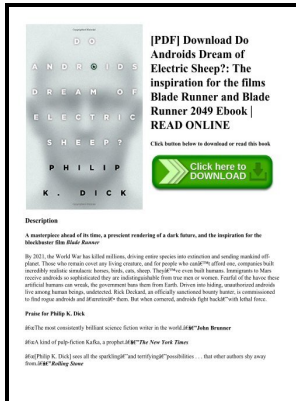 ANDROIDS
DREAM OF
ELECTRIC
SHEEP?
PHILIP
K. DICK
[PDF] Download Do
Androids Dream of
Electric Sheep?: The
inspiration for the films
Blade Runner and Blade
Runner 2049 Ebook |
READ ONLINE
Click button below to download or read this book
Click here to
DOWNLOAD
Description
A masterpiece ahead of its time, a prescient rendering of a dark future, and the inspiration for the
blockbuster film Blade Runner
By 2021, the World War has killed millions, driving entire species into extinction and sending mankind off-
planet. Those who remain covet any living creature, and for people who canâ€™t afford one, companies built
incredibly realistic simulacra: horses, birds, cats, sheep. Theyâ€™ve even built humans. Immigrants to Mars
receive androids so sophisticated they are indistinguishable from true men or women. Fearful of the havoc these
artificial humans can wreak, the government bans them from Earth. Driven into hiding, unauthorized androids
live among human beings, undetected. Rick Deckard, an officially sanctioned bounty hunter, is commissioned
to find rogue androids and â€œretireâ€• them. But when cornered, androids fight backâ€”with lethal force.
Praise for Philip K. Dick
â€œThe most consistently brilliant science fiction writer in the world.â€•â€”John Brunner
â€œA kind of pulp-fiction Kafka, a prophet.â€•â€”The New York Times
â€œ[Philip K. Dick] sees all the sparklingâ€”and terrifyingâ€”possibilities . . . that other authors shy away
from.â€•â€”Rolling Stone